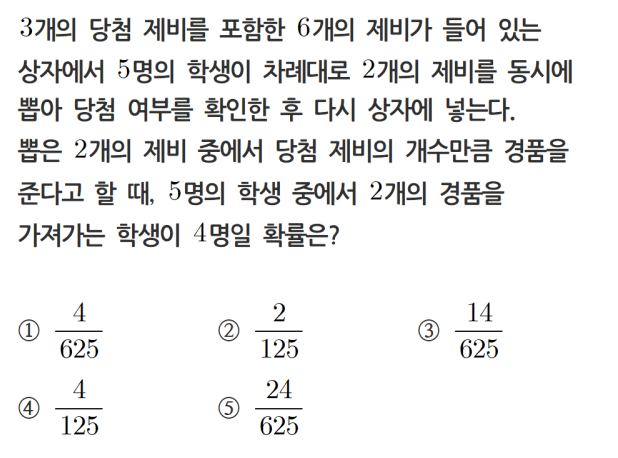 3개의 당첨 제비를 포함한 6개의 제비가 들어 있는
상자에서 5명의 학생이 차례대로 2개의 제비를 동시에
뽑아 당첨 여부를 확인한 후 다시 상자에 넣는다.
뽑은 2개의 제비 중에서 당첨 제비의 개수만큼 경품을
준다고 할 때, 5명의 학생 중에서 2개의 경품을
가져가는 학생이 4명일 확률은?
① 4/625 ② 2/125 ③ 14/625
④ 4/125 ⑤ 24/625